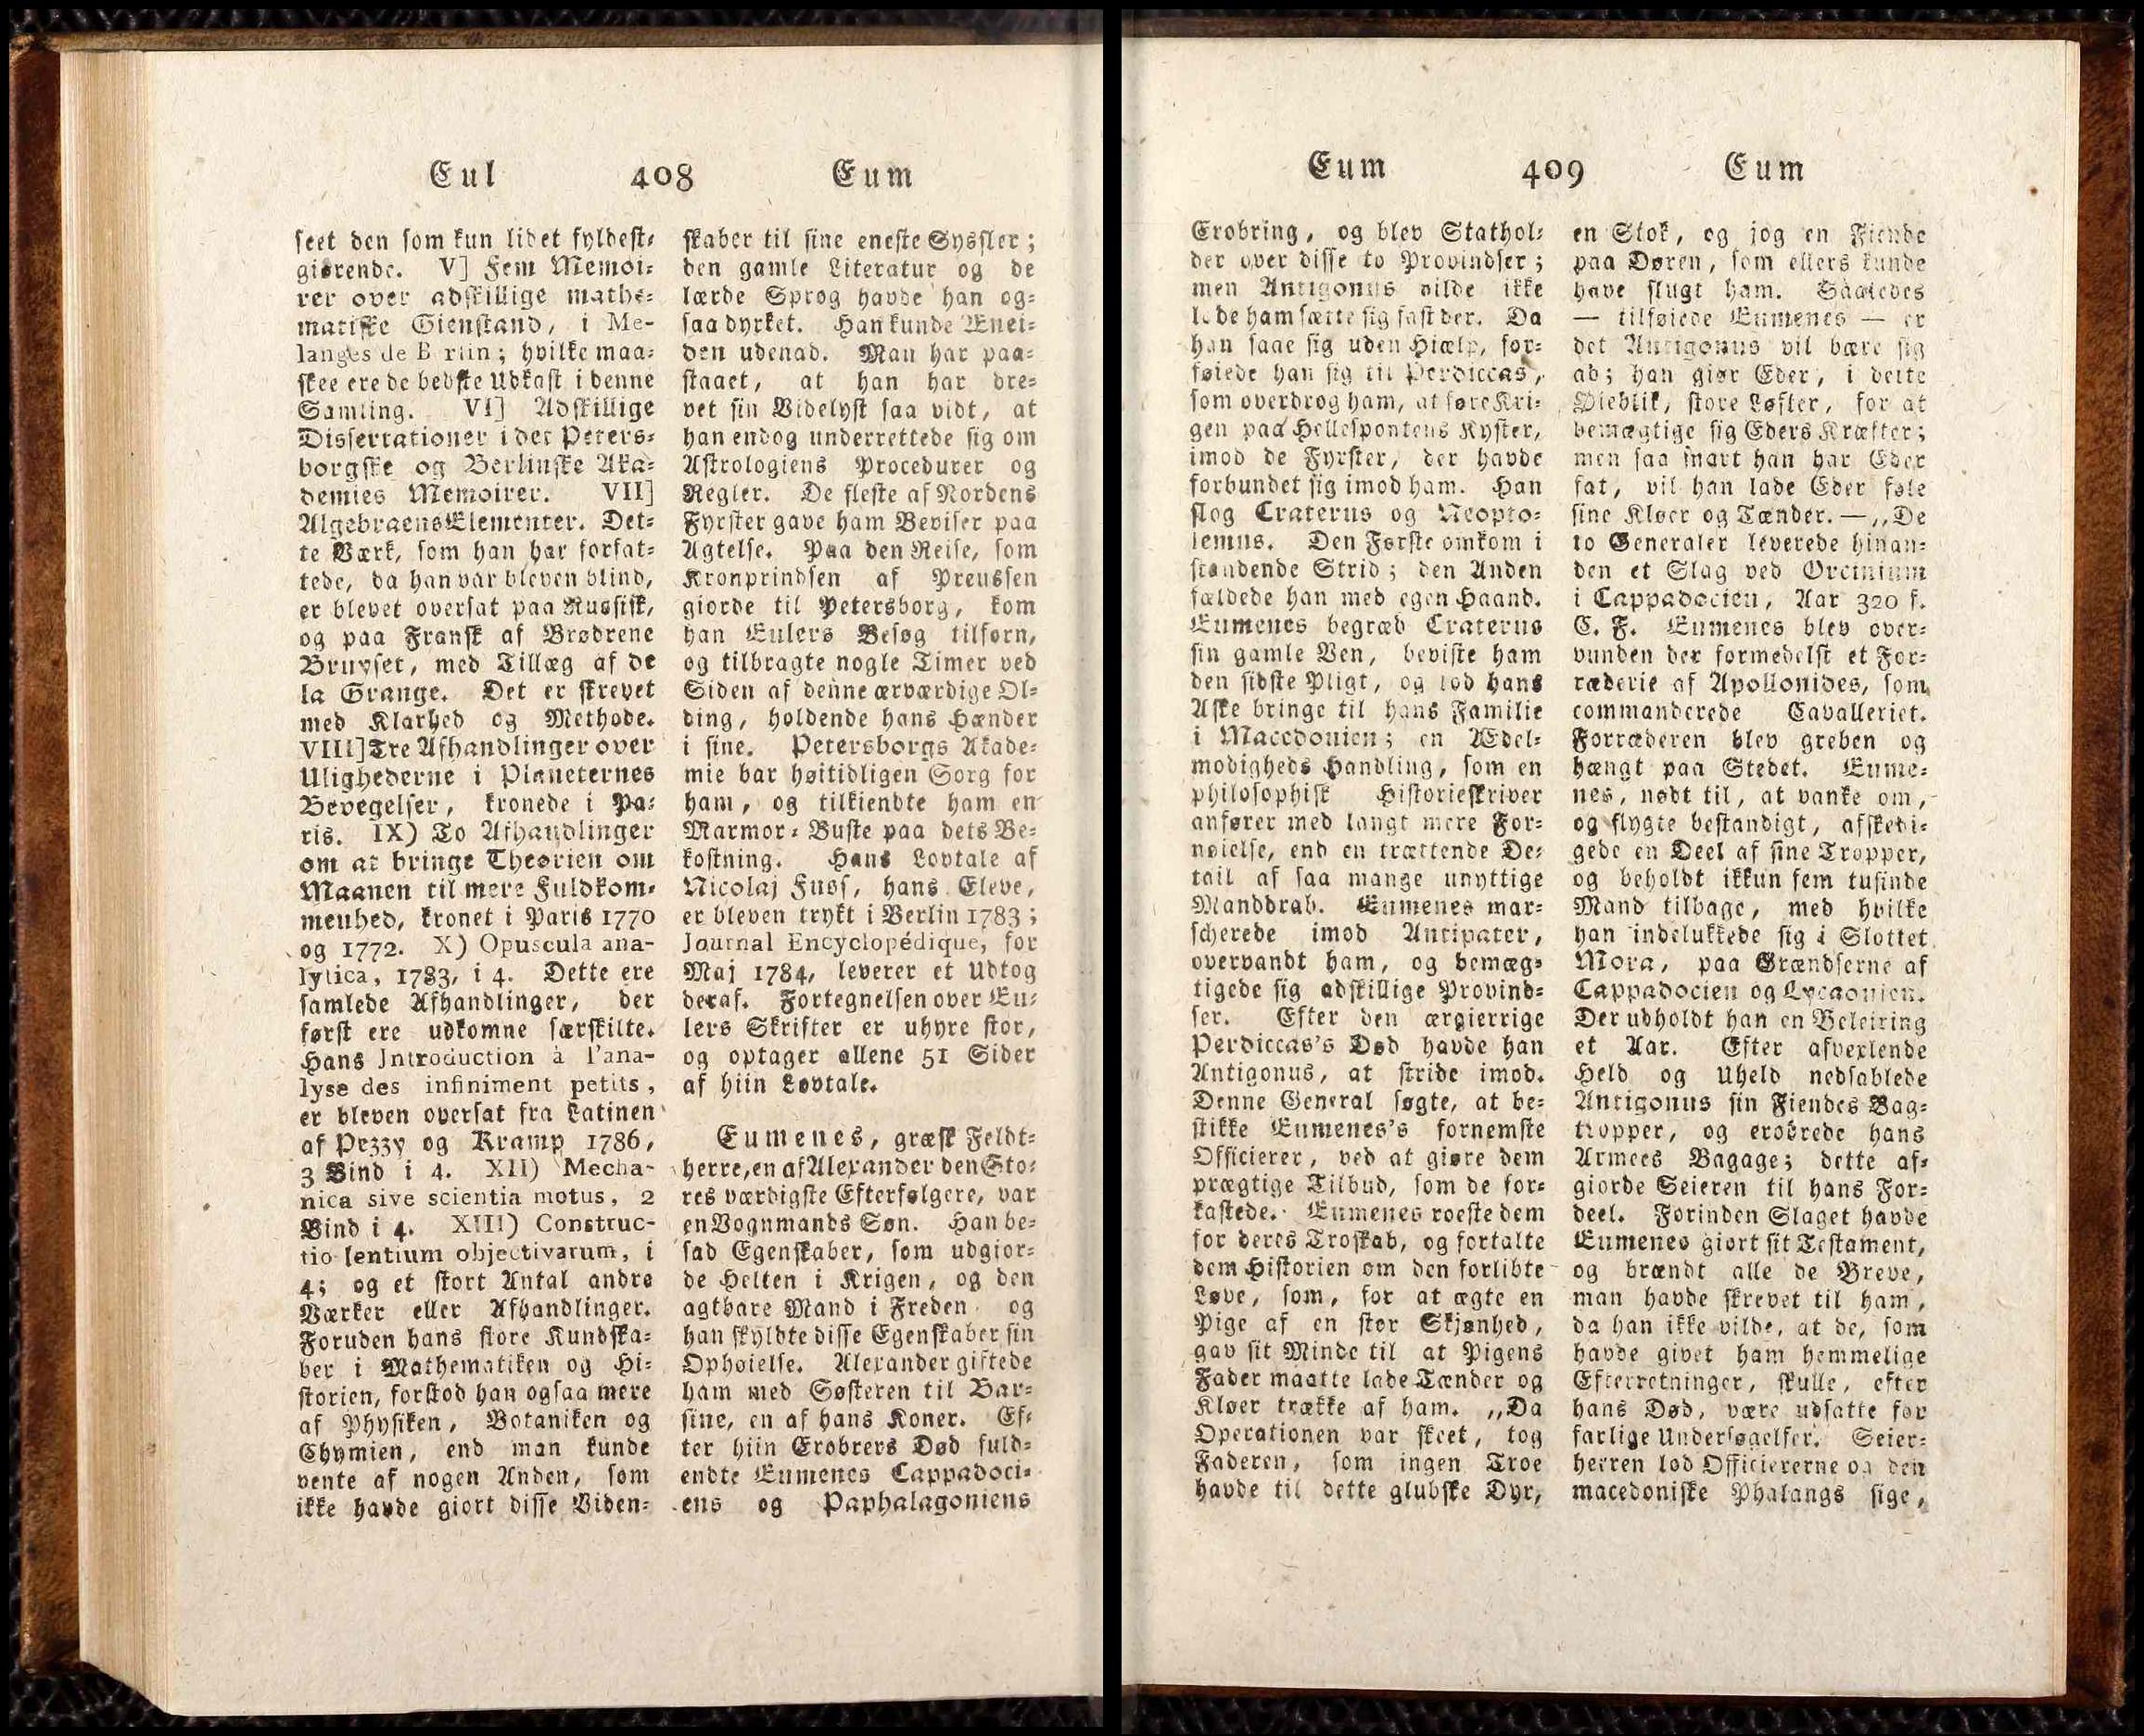 Eul 408 Eum
seet den som kun lidet fyldest-
giørende. V] Fem Memoi-
rer over adskillige mathe-
matiske Gienstand, i Me-
langes de B rlin; hvilke maa-
skee ere de bedste Udkast i denne
Samling. VI] Adskillige
Dissertationer i det Peters-
borgske og Berlinske Aka-
demies Memoirer. VII]
Algebraens Elementer. Det-
te Værk, som han har forfat-
tede, da han var bleven blind,
er blevet oversat paa Russisk,
og paa Fransk af Brødrene
Bruyset, med Tillæg af de
la Grange. Det er skrevet
med Klarhed og Methode.
VIII] Tre Afhandlinger over
Ulighederne i Planeternes
Bevegelser, kronede i Pa-
ris. IX) To Afhandlinger
om at bringe Theorien om
Maanen til mere Fuldkom-
menhed, kronet i Paris 1770
og 1772. X) Opuscula ana-
lytica, 1783, i 4. Dette ere
samlede Afhandlinger, der
først ere udkomne særskilte.
Hans Jntroduction à l'ana-
lyse des infiniment petits,
er bleven oversat fra Latinen
af Pezzy og Kramp 1786,
3 Bind i 4. XII) Mecha-
nica sive scientia motus, 2
Bind i 4. XIII) Construc-
tio lentium objectivarum, i
4; og et stort Antal andre
Værker eller Afhandlinger.
Foruden hans store Kundska-
ber i Mathematiken og Hi-
storien, forstod han ogsaa mere
af Physiken, Botaniken og
Chymien, end man kunde
vente af nogen Anden, som
ikke havde giort disse Viden-
skaber til sine eneste Sysler;
den gamle Literatur og de
lærde Sprog havde han og-
saa dyrket. Han kunde Ænei-
den udenad. Man har paa-
staaet, at han har dre-
vet sin Videlyst saa vidt, at
han endog underrettede sig om
Astrologiens Procedurer og
Regler. De fleste af Nordens
Fyrster gave ham Beviser paa
Agtelse. Paa den Reise, som
Kronprindsen af Preussen
giorde til Petersborg, kom
han Eulers Besøg tilforn,
og tilbragte nogle Timer ved
Siden af denne ærværdige Ol-
ding, holdende hans Hænder
i sine. Petersborgs Akade-
mie bar høitidligen Sorg for
ham, og tilkiendte ham en
Marmor-Buste paa dets Be-
kostning. Hans Lovtale af
Nicolaj Fuss, hans Eleve,
er bleven trykt i Berlin 1783;
Journal Encyclopédique, for
Maj 1784, leverer et Udtog
deraf. Fortegnelsen over Eu-
lers Skrifter er uhyre stor,
og optager allene 51 Sider
af hiin Lovtale.
Eumenes, græsk Feldt-
herre, en af Alexander den Sto-
res værdigste Efterfølgere, var
en Vognmands Søn. Han be-
sad Egenskaber, som udgior-
de Helten i Krigen, og den
agtbare Mand i Freden og
han skyldte disse Egenskaber sin
Ophøielse. Alexander giftede
ham med Søsteren til Bar-
sine, en af hans Koner. Ef-
ter hiin Erobrers Død fuld-
endte Eumenes Cappadoci-
ens og Paphalagoniens
Eum 409 Eum
Erobring, og blev Stathol-
der over disse to Provindser;
men Antigonus vilde ikke
lade ham sætte sig fast der. Da
han saae sig uden Hiælp, for-
føiede han sig til Perdiccas,
som overdrog ham, at føre Kri-
gen paa Hellespontens Kyster,
imod de Fyrster, der havde
forbundet sig imod ham. Han
slog Craterus og Neopto-
lemus. Den Første omkom i
standende Strid; den Anden
fældede han med egen Haand.
Eumenes begræd Craterus
sin gamle Ven, beviste ham
den sidste Pligt, og lod hans
Aske bringe til hans Familie
i Macedonien; en Ædel-
modigheds Handling, som en
philosophisk Historieskriver
anfører med langt mere For-
nøielse, end en trættende De-
tail af saa mange unyttige
Manddrab. Eumenes mar-
scherede imod Antipater,
overvandt ham, og bemæg-
tigede sig adskillige Provind-
ser. Efter den ærgierrige
Perdiccas's Død havde han
Antigonus, at stride imod.
Denne General søgte, at be-
stikke Eumenes's fornemste
Officierer, ved at giøre dem
prægtige Tilbud, som de for-
kastede. Eumenes roeste dem
for deres Troskab, og fortalte
dem Historien om den forlibte
Løve, som, for at ægte en
Pige af en stor Skjønhed,
gav sit Minde til at Pigens
Fader maatte lade Tænder og
Kløer trække af ham. „Da
Operationen var skeet, tog
Faderen, som ingen Troe
havde til dette glubske Dyr,
en Stok, og jog en Fiende
paa Døren, som ellers kunde
have slugt ham. Saaledes
— tilføiede Eumenes — er
det Antigonus vil bære sig
ad; han giør Eder, i dette
Øieblik, store Løfter, for at
bemægtige sig Eders Kræfter;
men saa snart han har Eder
fat, vil han lade Eder føle
sine Kløer og Tænder. — „De
to Generaler leverede hinan-
den et Slag ved Orcinium
i Cappadocien, Aar 320 f.
C. F. Eumenes blev over-
vunden der formedelst et For-
ræderie af Apollonides, som
commanderede Cavalleriet.
Forræderen blev greben og
hængt paa Stedet. Eume-
nes, nødt til, at vanke om,
og flygte bestandigt, afskedi-
gede en Deel af sine Tropper,
og beholdt ikkun fem tusinde
Mand tilbage, med hvilke
han indelukkede sig i Slottet
Mora, paa Grændserne af
Cappadocien og Lycaonien.
Der udholdt han en Beleiring
et Aar. Efter afvexlende
Held og Uheld nedsablede
Antigonus sin Fiendes Bag-
tropper, og erobrede hans
Armees Bagage; dette af-
giorde Seieren til hans For-
deel. Forinden Slaget havde
Eumenes giort sit Testament,
og brændt alle de Breve,
man havde skrevet til ham,
da han ikke vilde, at de, som
havde givet ham hemmelige
Efterretninger, skulle, efter
hans Død, være udsatte for
farlige Undersøgelser. Seier-
herren lod Officiererne og den
macedoniske Phalangs sige,